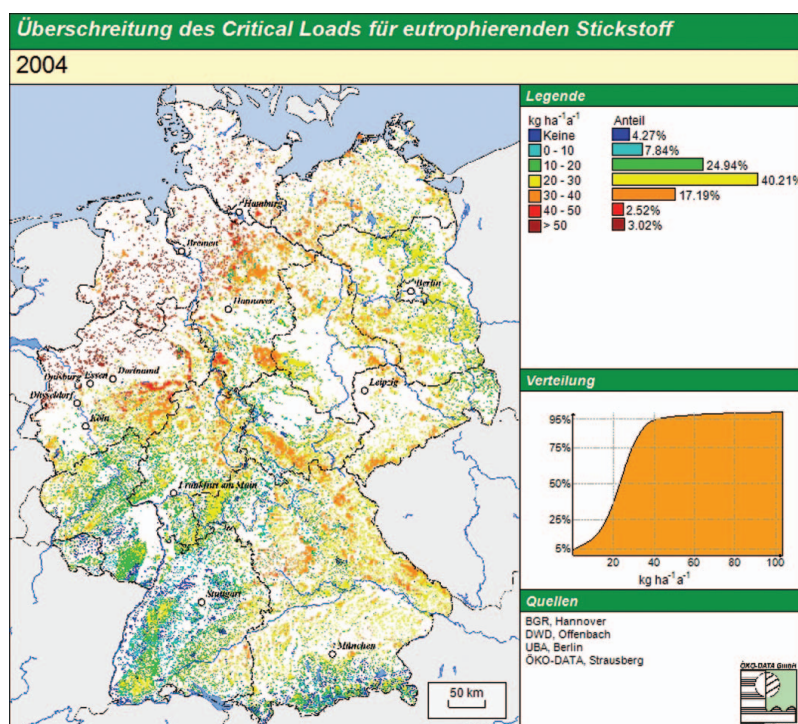 Überschreitung des Critical Loads für eutrophierenden Stickstoff
2004
Legende
kg ha⁻¹a⁻¹ Anteil
Keine 4.27%
0 - 10 7.84%
10 - 20 24.94%
20 - 30 40.21%
30 - 40 17.19%
40 - 50 2.52%
> 50 3.02%
Hamburg
Bremen
Berlin
Hannover
Duisburg Essen Dortmund
Düsseldorf
Leipzig
Köln
Frankfurt am Main
Stuttgart
München
50 km
Verteilung
95%
75%
50%
25%
5%
20 40 60 80 100
kg ha⁻¹a⁻¹
Quellen
BGR, Hannover
DWD, Offenbach
UBA, Berlin
ÖKO-DATA, Strausberg
ÖKO-DATA GmbH